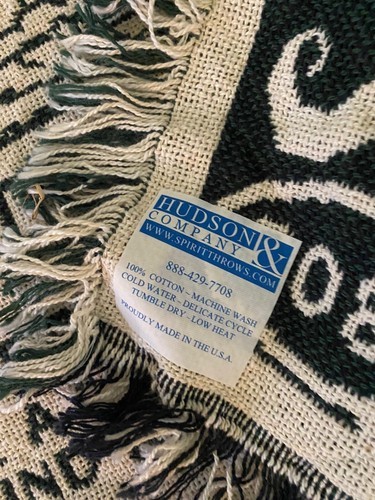 HUDSON
COMPANY &
WWW.SPIRITTHROWS.COM
888-429-7708
100% COTTON ~ MACHINE WASH
COLD WATER ~ DELICATE CYCLE
TUMBLE DRY ~ LOW HEAT
PROUDLY MADE IN THE U.S.A.